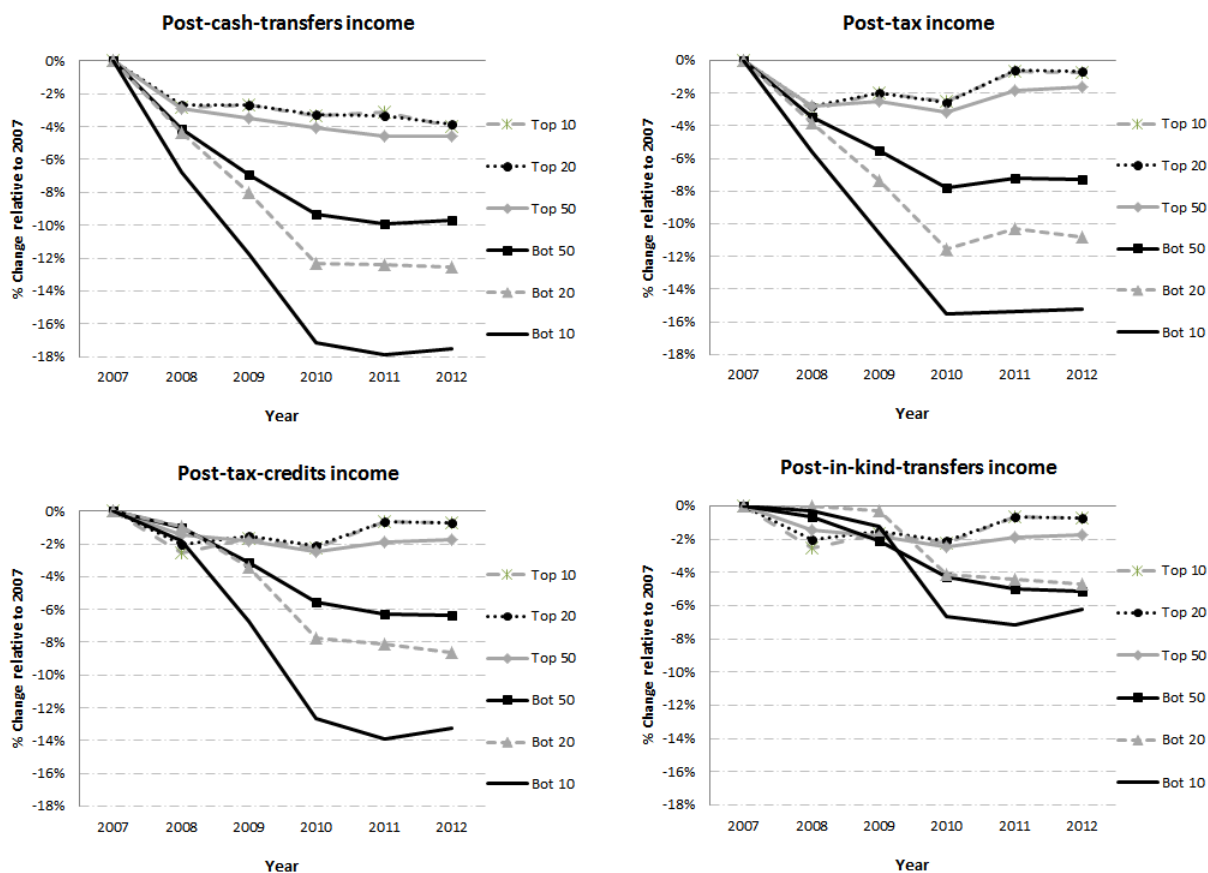 Post-cash-transfers income
0%
-2%
-4%
-6%
-8%
-10%
-12%
-14%
-16%
-18%
% Change relative to 2007
2007 2008 2009 2010 2011 2012
Year
Top 10
Top 20
Top 50
Bot 50
Bot 20
Bot 10
Post-tax income
0%
-2%
-4%
-6%
-8%
-10%
-12%
-14%
-16%
-18%
% Change relative to 2007
2007 2008 2009 2010 2011 2012
Year
Top 10
Top 20
Top 50
Bot 50
Bot 20
Bot 10
Post-tax-credits income
0%
-2%
-4%
-6%
-8%
-10%
-12%
-14%
-16%
-18%
% Change relative to 2007
2007 2008 2009 2010 2011 2012
Year
Top 10
Top 20
Top 50
Bot 50
Bot 20
Bot 10
Post-in-kind-transfers income
0%
-2%
-4%
-6%
-8%
-10%
-12%
-14%
-16%
-18%
% Change relative to 2007
2007 2008 2009 2010 2011 2012
Year
Top 10
Top 20
Top 50
Bot 50
Bot 20
Bot 10